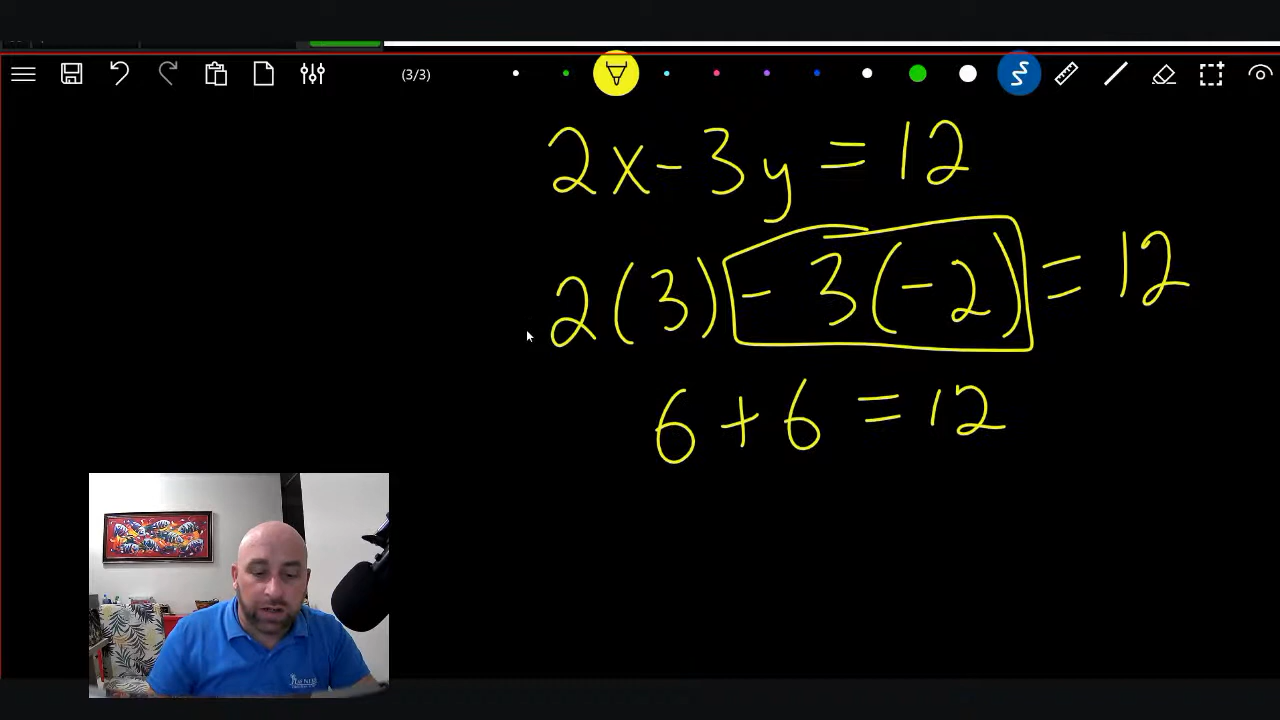 (3/3)
2x - 3y = 12
2(3) - 3(-2) = 12
6 + 6 = 12